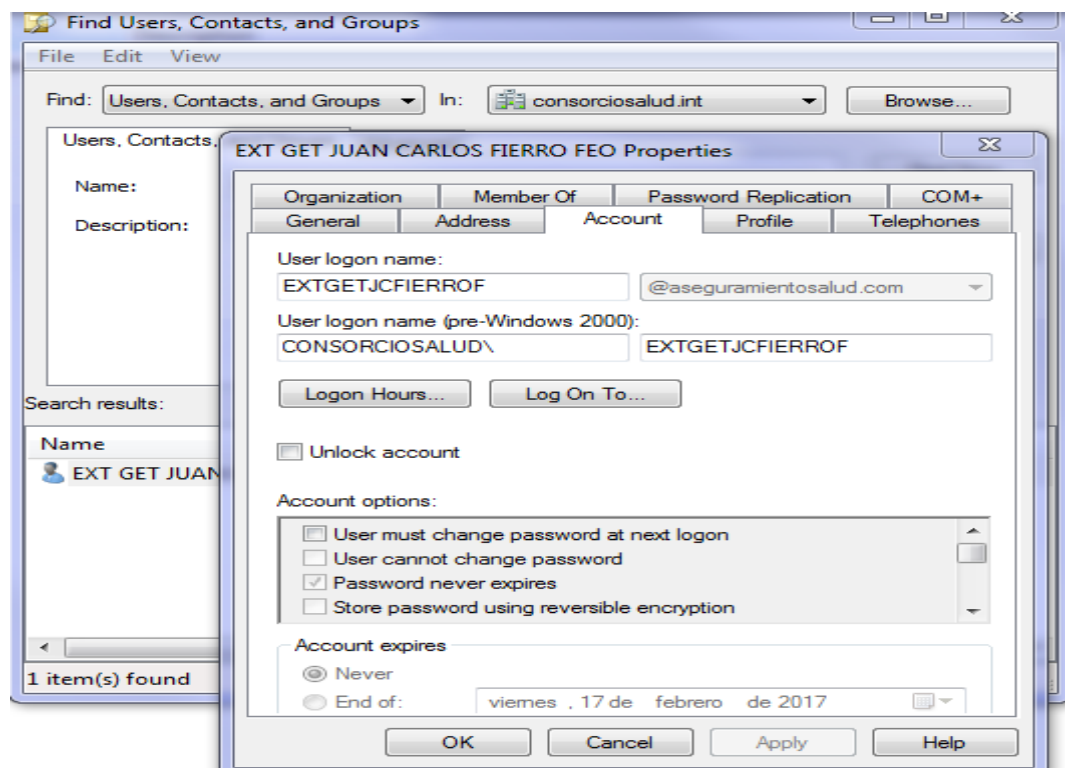 Find Users, Contacts, and Groups
File Edit View
Find: Users, Contacts, and Groups In: consorciosalud.int Browse...
Users, Contacts,
Name:
Description:
Search results:
Name
EXT GET JUAN
1 item(s) found
EXT GET JUAN CARLOS FIERRO FEO Properties
Organization Member Of Password Replication COM+
General Address Account Profile Telephones
User logon name:
EXTGETJCFIERROF @aseguramientosalud.com
User logon name (pre-Windows 2000):
CONSORCIOSALUD\ EXTGETJCFIERROF
Logon Hours... Log On To...
Unlock account
Account options:
User must change password at next logon
User cannot change password
Password never expires
Store password using reversible encryption
Account expires
Never
End of: viernes , 17 de febrero de 2017
OK Cancel Apply Help